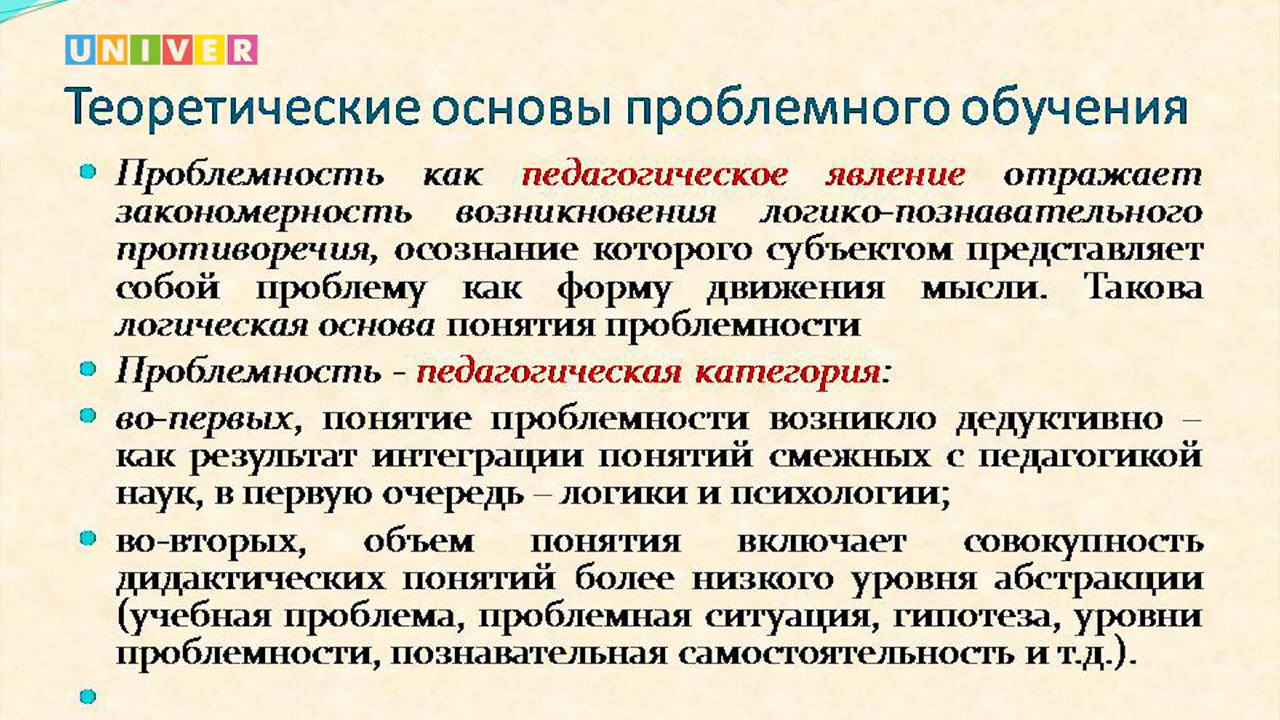 UNIVER
Теоретические основы проблемного обучения
Проблемность как педагогическое явление отражает
закономерность возникновения логико-познавательного
противоречия, осознание которого субъектом представляет
собой проблему как форму движения мысли. Такова
логическая основа понятия проблемности
Проблемность - педагогическая категория:
во-первых, понятие проблемности возникло дедуктивно –
как результат интеграции понятий смежных с педагогикой
наук, в первую очередь – логики и психологии;
во-вторых, объем понятия включает совокупность
дидактических понятий более низкого уровня абстракции
(учебная проблема, проблемная ситуация, гипотеза, уровни
проблемности, познавательная самостоятельность и т.д.).